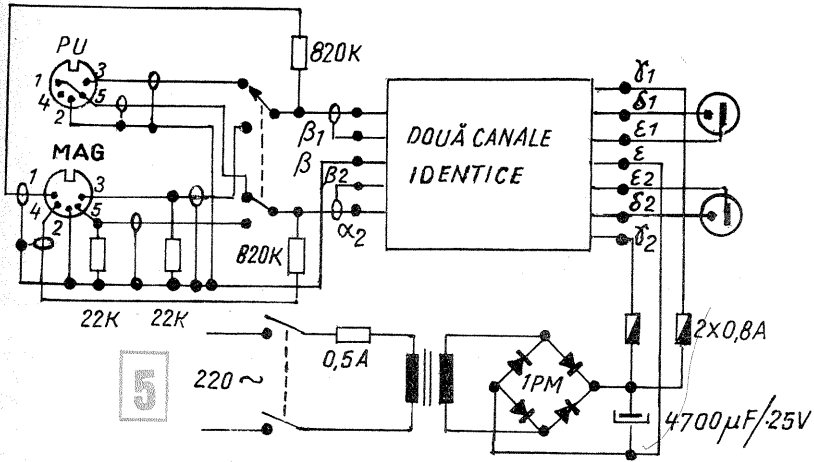 PU
1
3
4
5
2
820K
MAG
1
3
4
5
2
22K
22K
820K
β1
β
β2
α2
DOUĂ CANALE
IDENTICE
γ1
δ1
ε1
ε
ε2
δ2
γ2
5
220 ~
0,5A
1PM
2x0,8A
4700µF/25V